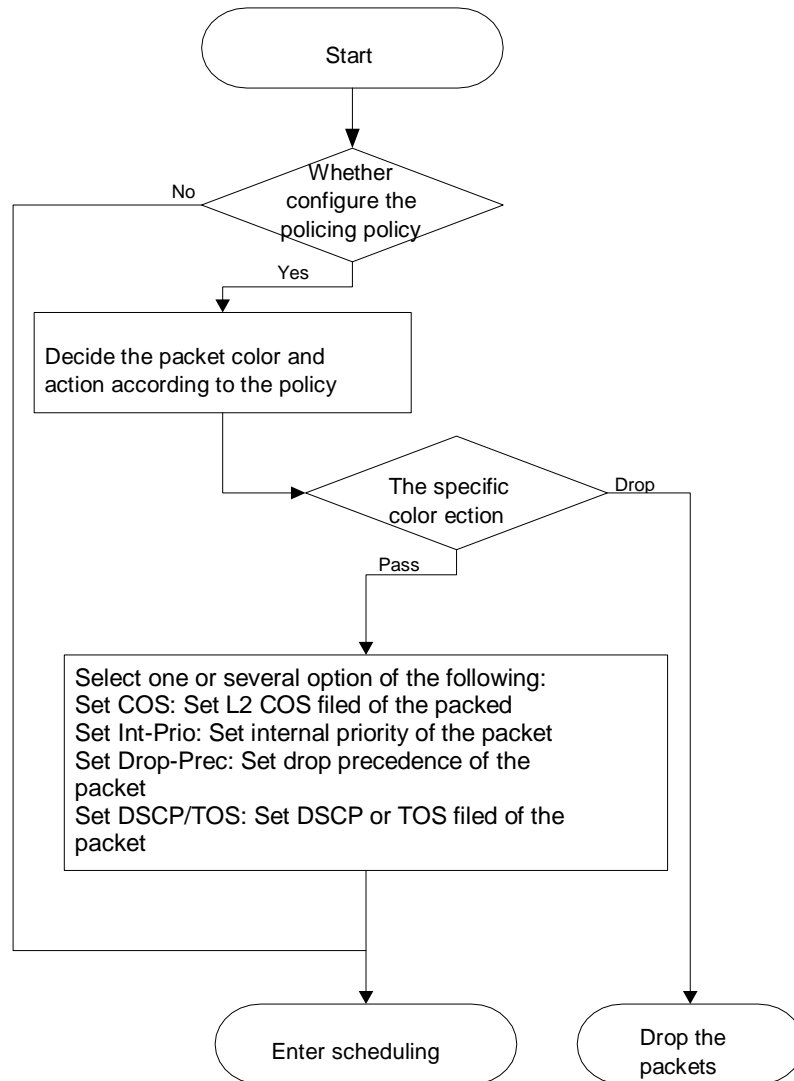 Start
Whether
configure the
policing policy
No
Yes
Decide the packet color and
action according to the policy
The specific
color ection
Drop
Pass
Select one or several option of the following:
Set COS: Set L2 COS filed of the packed
Set Int-Prio: Set internal priority of the packet
Set Drop-Prec: Set drop precedence of the
packet
Set DSCP/TOS: Set DSCP or TOS filed of the
packet
Enter scheduling
Drop the
packets